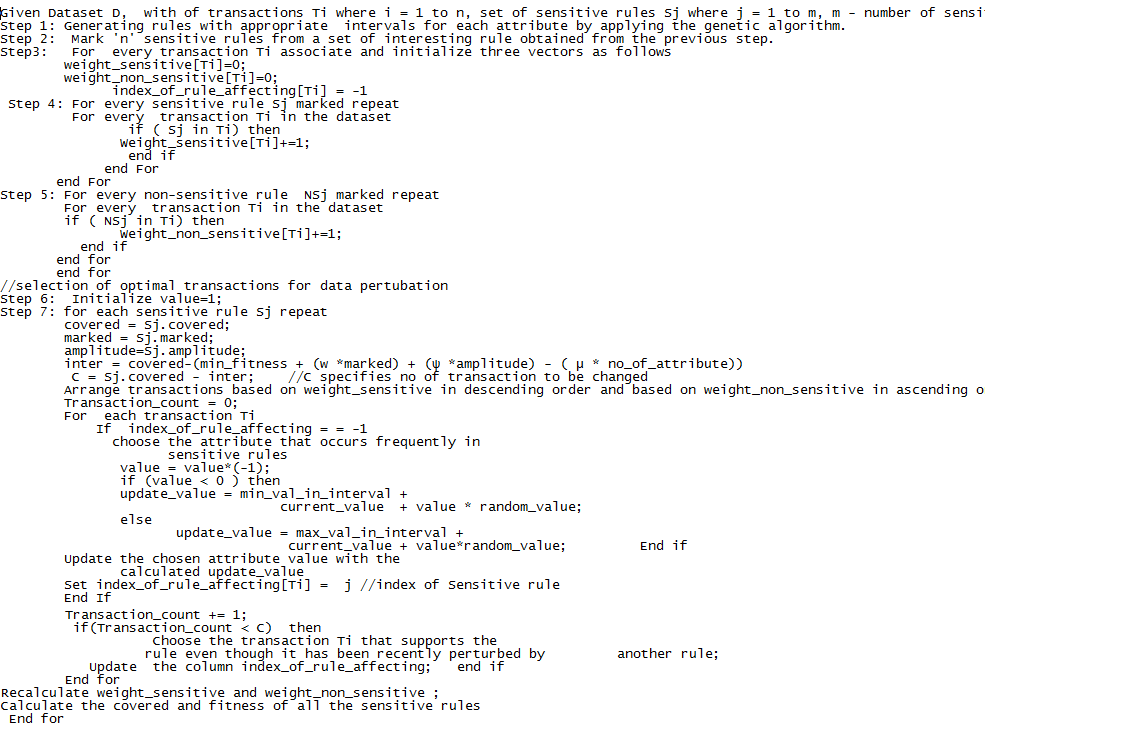 Given Dataset D, with of transactions Ti where i = 1 to n, set of sensitive rules Sj where j = 1 to m, m - number of sensi
Step 1: Generating rules with appropriate intervals for each attribute by applying the genetic algorithm.
Step 2: Mark 'n' sensitive rules from a set of interesting rule obtained from the previous step.
Step3: For every transaction Ti associate and initialize three vectors as follows
weight_sensitive[Ti]=0;
weight_non_sensitive[Ti]=0;
index_of_rule_affecting[Ti] = -1
Step 4: For every sensitive rule Sj marked repeat
For every transaction Ti in the dataset
if ( Sj in Ti) then
Weight_sensitive[Ti]+=1;
end if
end For
end For
Step 5: For every non-sensitive rule NSj marked repeat
For every transaction Ti in the dataset
if ( NSj in Ti) then
Weight_non_sensitive[Ti]+=1;
end if
end for
end for
//selection of optimal transactions for data pertubation
Step 6: Initialize value=1;
Step 7: for each sensitive rule Sj repeat
covered = Sj.covered;
marked = Sj.marked;
amplitude=Sj.amplitude;
inter = covered-(min_fitness + (w *marked) + (ψ *amplitude) - ( µ * no_of_attribute))
C = Sj.covered - inter; //C specifies no of transaction to be changed
Arrange transactions based on weight_sensitive in descending order and based on weight_non_sensitive in ascending o
Transaction_count = 0;
For each transaction Ti
If index_of_rule_affecting = = -1
choose the attribute that occurs frequently in
sensitive rules
value = value*(-1);
if (value < 0 ) then
update_value = min_val_in_interval +
current_value + value * random_value;
else
update_value = max_val_in_interval +
current_value + value*random_value; End if
Update the chosen attribute value with the
calculated update_value
Set index_of_rule_affecting[Ti] = j //index of Sensitive rule
End If
Transaction_count += 1;
if(Transaction_count < C) then
Choose the transaction Ti that supports the
rule even though it has been recently perturbed by another rule;
Update the column index_of_rule_affecting; end if
End for
Recalculate weight_sensitive and weight_non_sensitive ;
Calculate the covered and fitness of all the sensitive rules
End for